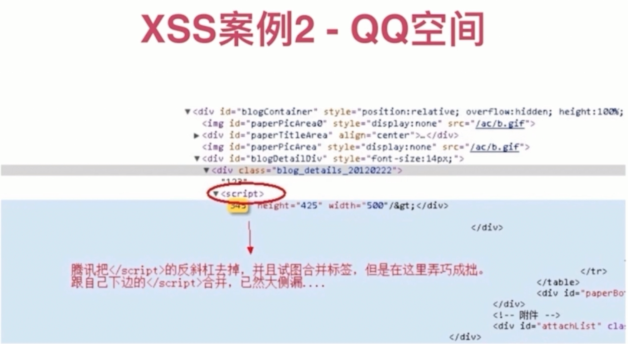 XSS案例2 - QQ空间
▼<div id="blogContainer" style="position:relative; overflow:hidden; height:100%;
<img id="paperPicArea0" style="display:none" src="/ac/b.gif">
▶<div id="paperTitleArea" align="center">…</div>
<img id="paperPicArea" style="display:none" src="/ac/b.gif">
▼<div id="blogDetailDiv" style="font-size:14px;">
▼<div class="blog_details_20120222">
"123"
▼<script>
545" height="425" width="500"/&gt;</div>
</div>
腾讯把</script>的反斜杠去掉，并且试图合并标签，但是在这里弄巧成拙。
</tr>
跟自己下边的</script>合并，已然大侧漏....
</table>
<div id="paperBo
</div>
<!-- 附件 -->
<div id="attachList" clas
</div>